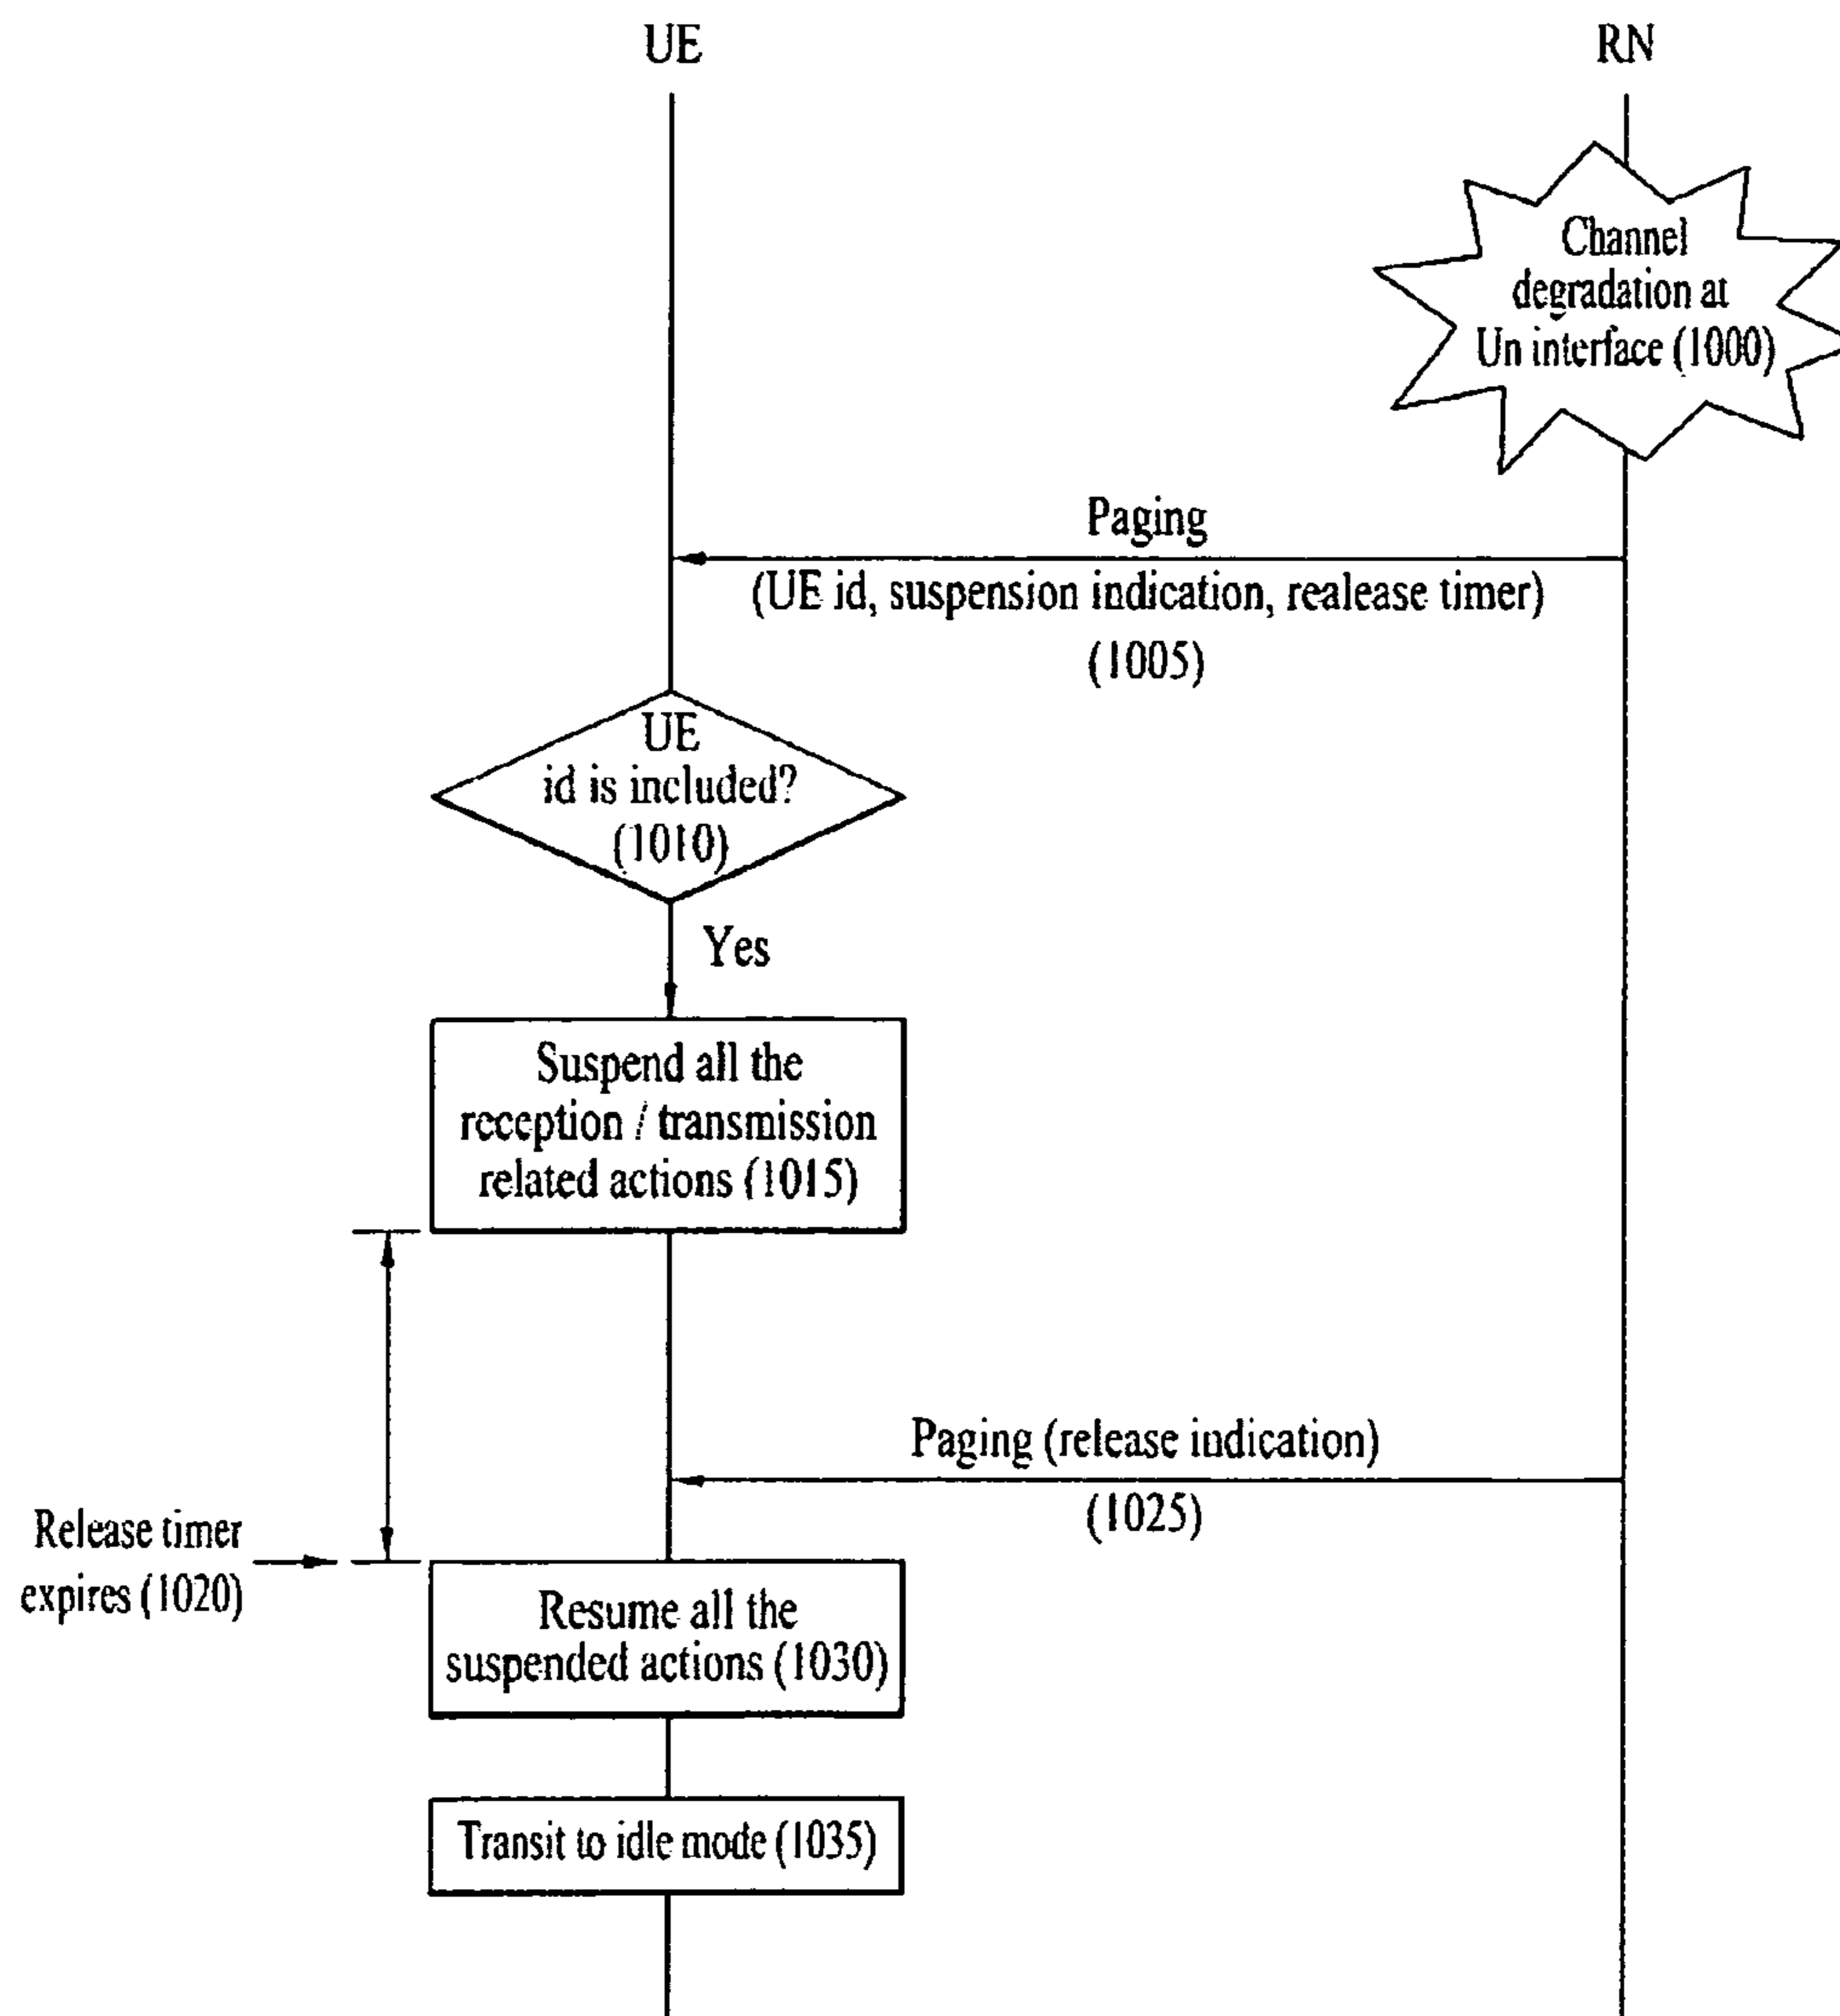 UE
RN
Channel
degradation at
Un interface (1000)
Paging
(UE id, suspension indication, realease timer)
(1005)
UE
id is included?
(1010)
Yes
Suspend all the
reception / transmission
related actions (1015)
Paging (release indication)
(1025)
Release timer
expires (1020)
Resume all the
suspended actions (1030)
Transit to idle mode (1035)